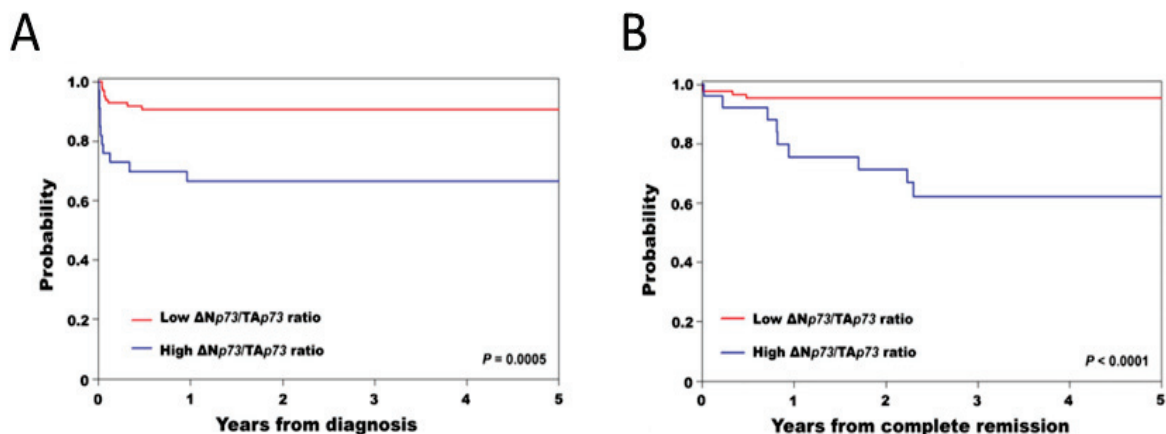 A
Probability
1.0
0.8
0.6
0.4
0.2
0
Low ΔNp73/TAp73 ratio
High ΔNp73/TAp73 ratio
P = 0.0005
0 1 2 3 4 5
Years from diagnosis
B
Probability
1.0
0.8
0.6
0.4
0.2
0
Low ΔNp73/TAp73 ratio
High ΔNp73/TAp73 ratio
P < 0.0001
0 1 2 3 4 5
Years from complete remission